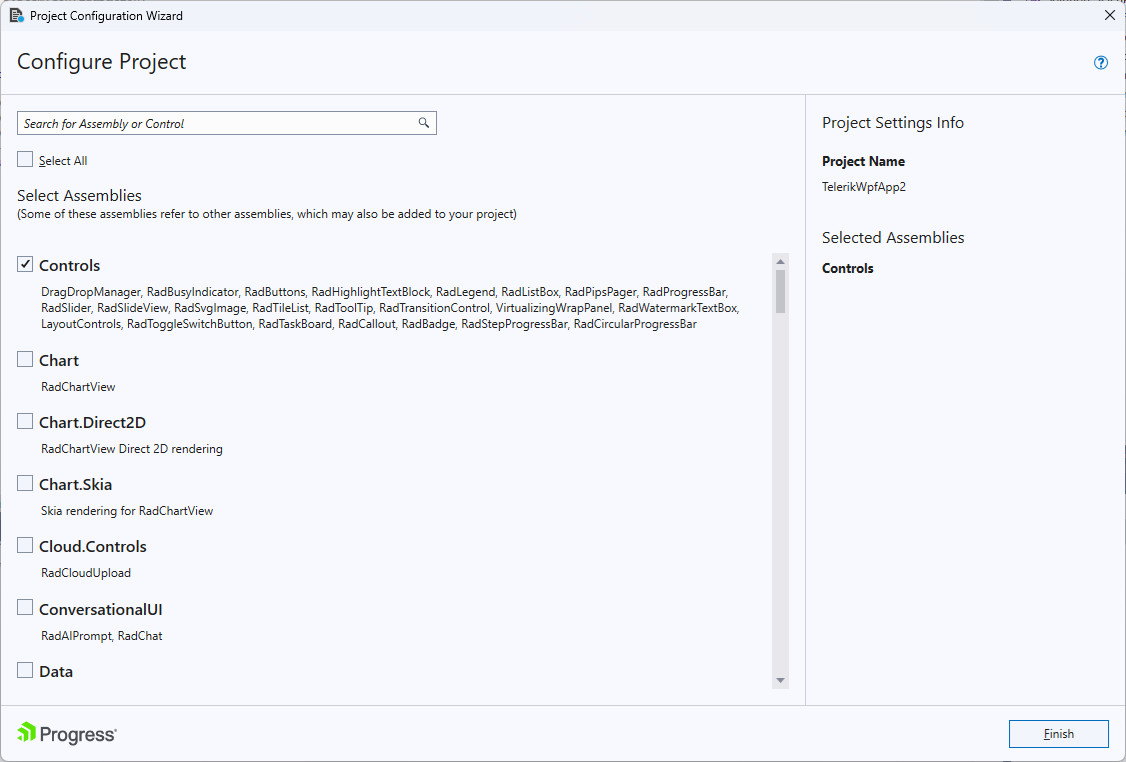 Project Configuration Wizard
Configure Project
Search for Assembly or Control
Select All
Select Assemblies
(Some of these assemblies refer to other assemblies, which may also be added to your project)
Controls
DragDropManager, RadBusyIndicator, RadButtons, RadHighlightTextBlock, RadLegend, RadListBox, RadPipsPager, RadProgressBar,
RadSlider, RadSlideView, RadSvgImage, RadTileList, RadToolTip, RadTransitionControl, VirtualizingWrapPanel, RadWatermarkTextBox,
LayoutControls, RadToggleSwitchButton, RadTaskBoard, RadCallout, RadBadge, RadStepProgressBar, RadCircularProgressBar
Chart
RadChartView
Chart.Direct2D
RadChartView Direct 2D rendering
Chart.Skia
Skia rendering for RadChartView
Cloud.Controls
RadCloudUpload
ConversationalUI
RadAIPrompt, RadChat
Data
Project Settings Info
Project Name
TelerikWpfApp2
Selected Assemblies
Controls
Progress
Finish